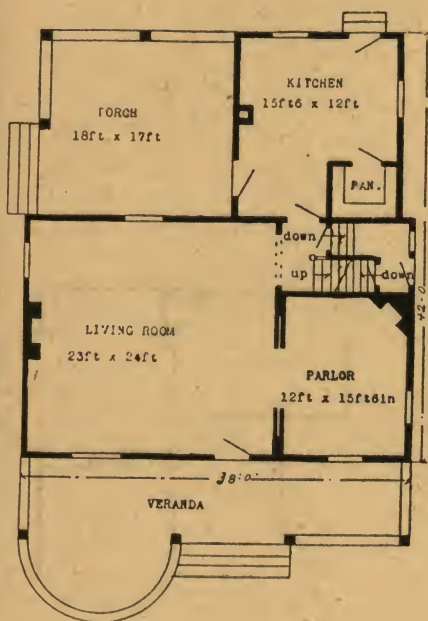 KITCHEN
15ft6 x 12ft
PORCH
18ft x 17ft
PAN.
down
up
down
LIVING ROOM
23ft x 24ft
PARLOR
12ft x 15ft6in
42-0
38-0
VERANDA